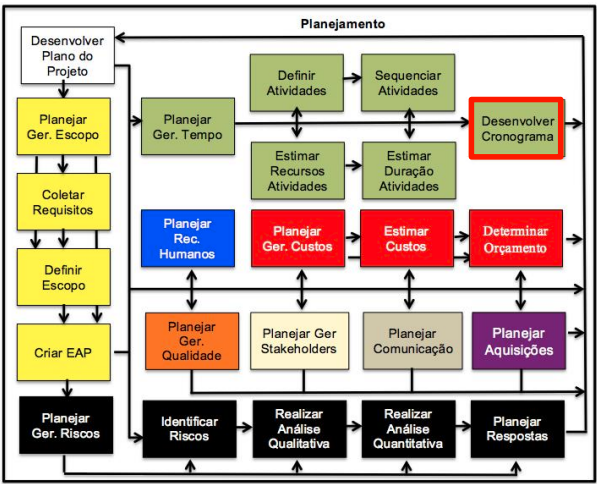 Planejamento
Desenvolver
Plano do
Projeto
Definir
Atividades
Sequenciar
Atividades
Planejar
Ger. Escopo
Planejar
Ger. Tempo
Desenvolver
Cronograma
Estimar
Recursos
Atividades
Estimar
Duração
Atividades
Coletar
Requisitos
Planejar
Rec.
Humanos
Planejar
Ger. Custos
Estimar
Custos
Determinar
Orçamento
Definir
Escopo
Planejar
Ger.
Qualidade
Planejar Ger
Stakeholders
Planejar
Comunicação
Planejar
Aquisições
Criar EAP
Planejar
Ger. Riscos
Identificar
Riscos
Realizar
Análise
Qualitativa
Realizar
Análise
Quantitativa
Planejar
Respostas